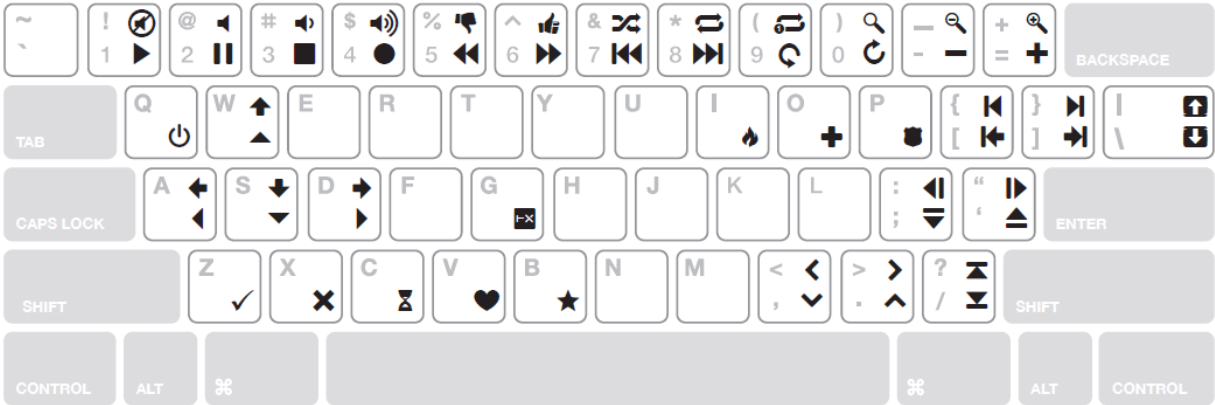 ~ ! @ # $ % ^ & * ( ) _ +
` 1 2 3 4 5 6 7 8 9 0 - = BACKSPACE
TAB Q W E R T Y U I O P { } |
[ ] \
CAPS LOCK A S D F G H J K L : “ ENTER
; ‘
SHIFT Z X C V B N M < > ? SHIFT
, . /
CONTROL ALT ⌘ ⌘ ALT CONTROL